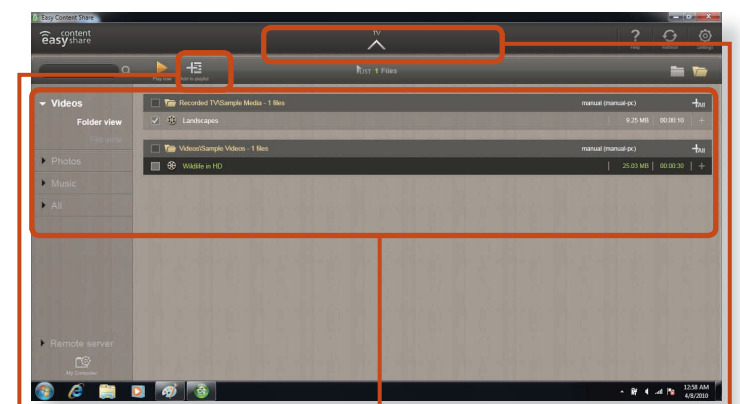 Easy Content Share
content
easyshare
TV
Help
Refresh
Settings
Play now
Add to playlist
LIST 1 Files
Videos
Folder view
File view
Photos
Music
All
Recorded TV\Sample Media - 1 files manual (manual-pc) All
Landscapes 9.25 MB 00:00:10
Videos\Sample Videos - 1 files manual (manual-pc) All
Wildlife in HD 25.03 MB 00:00:30
Remote server
My Computer
12:58 AM
4/8/2010